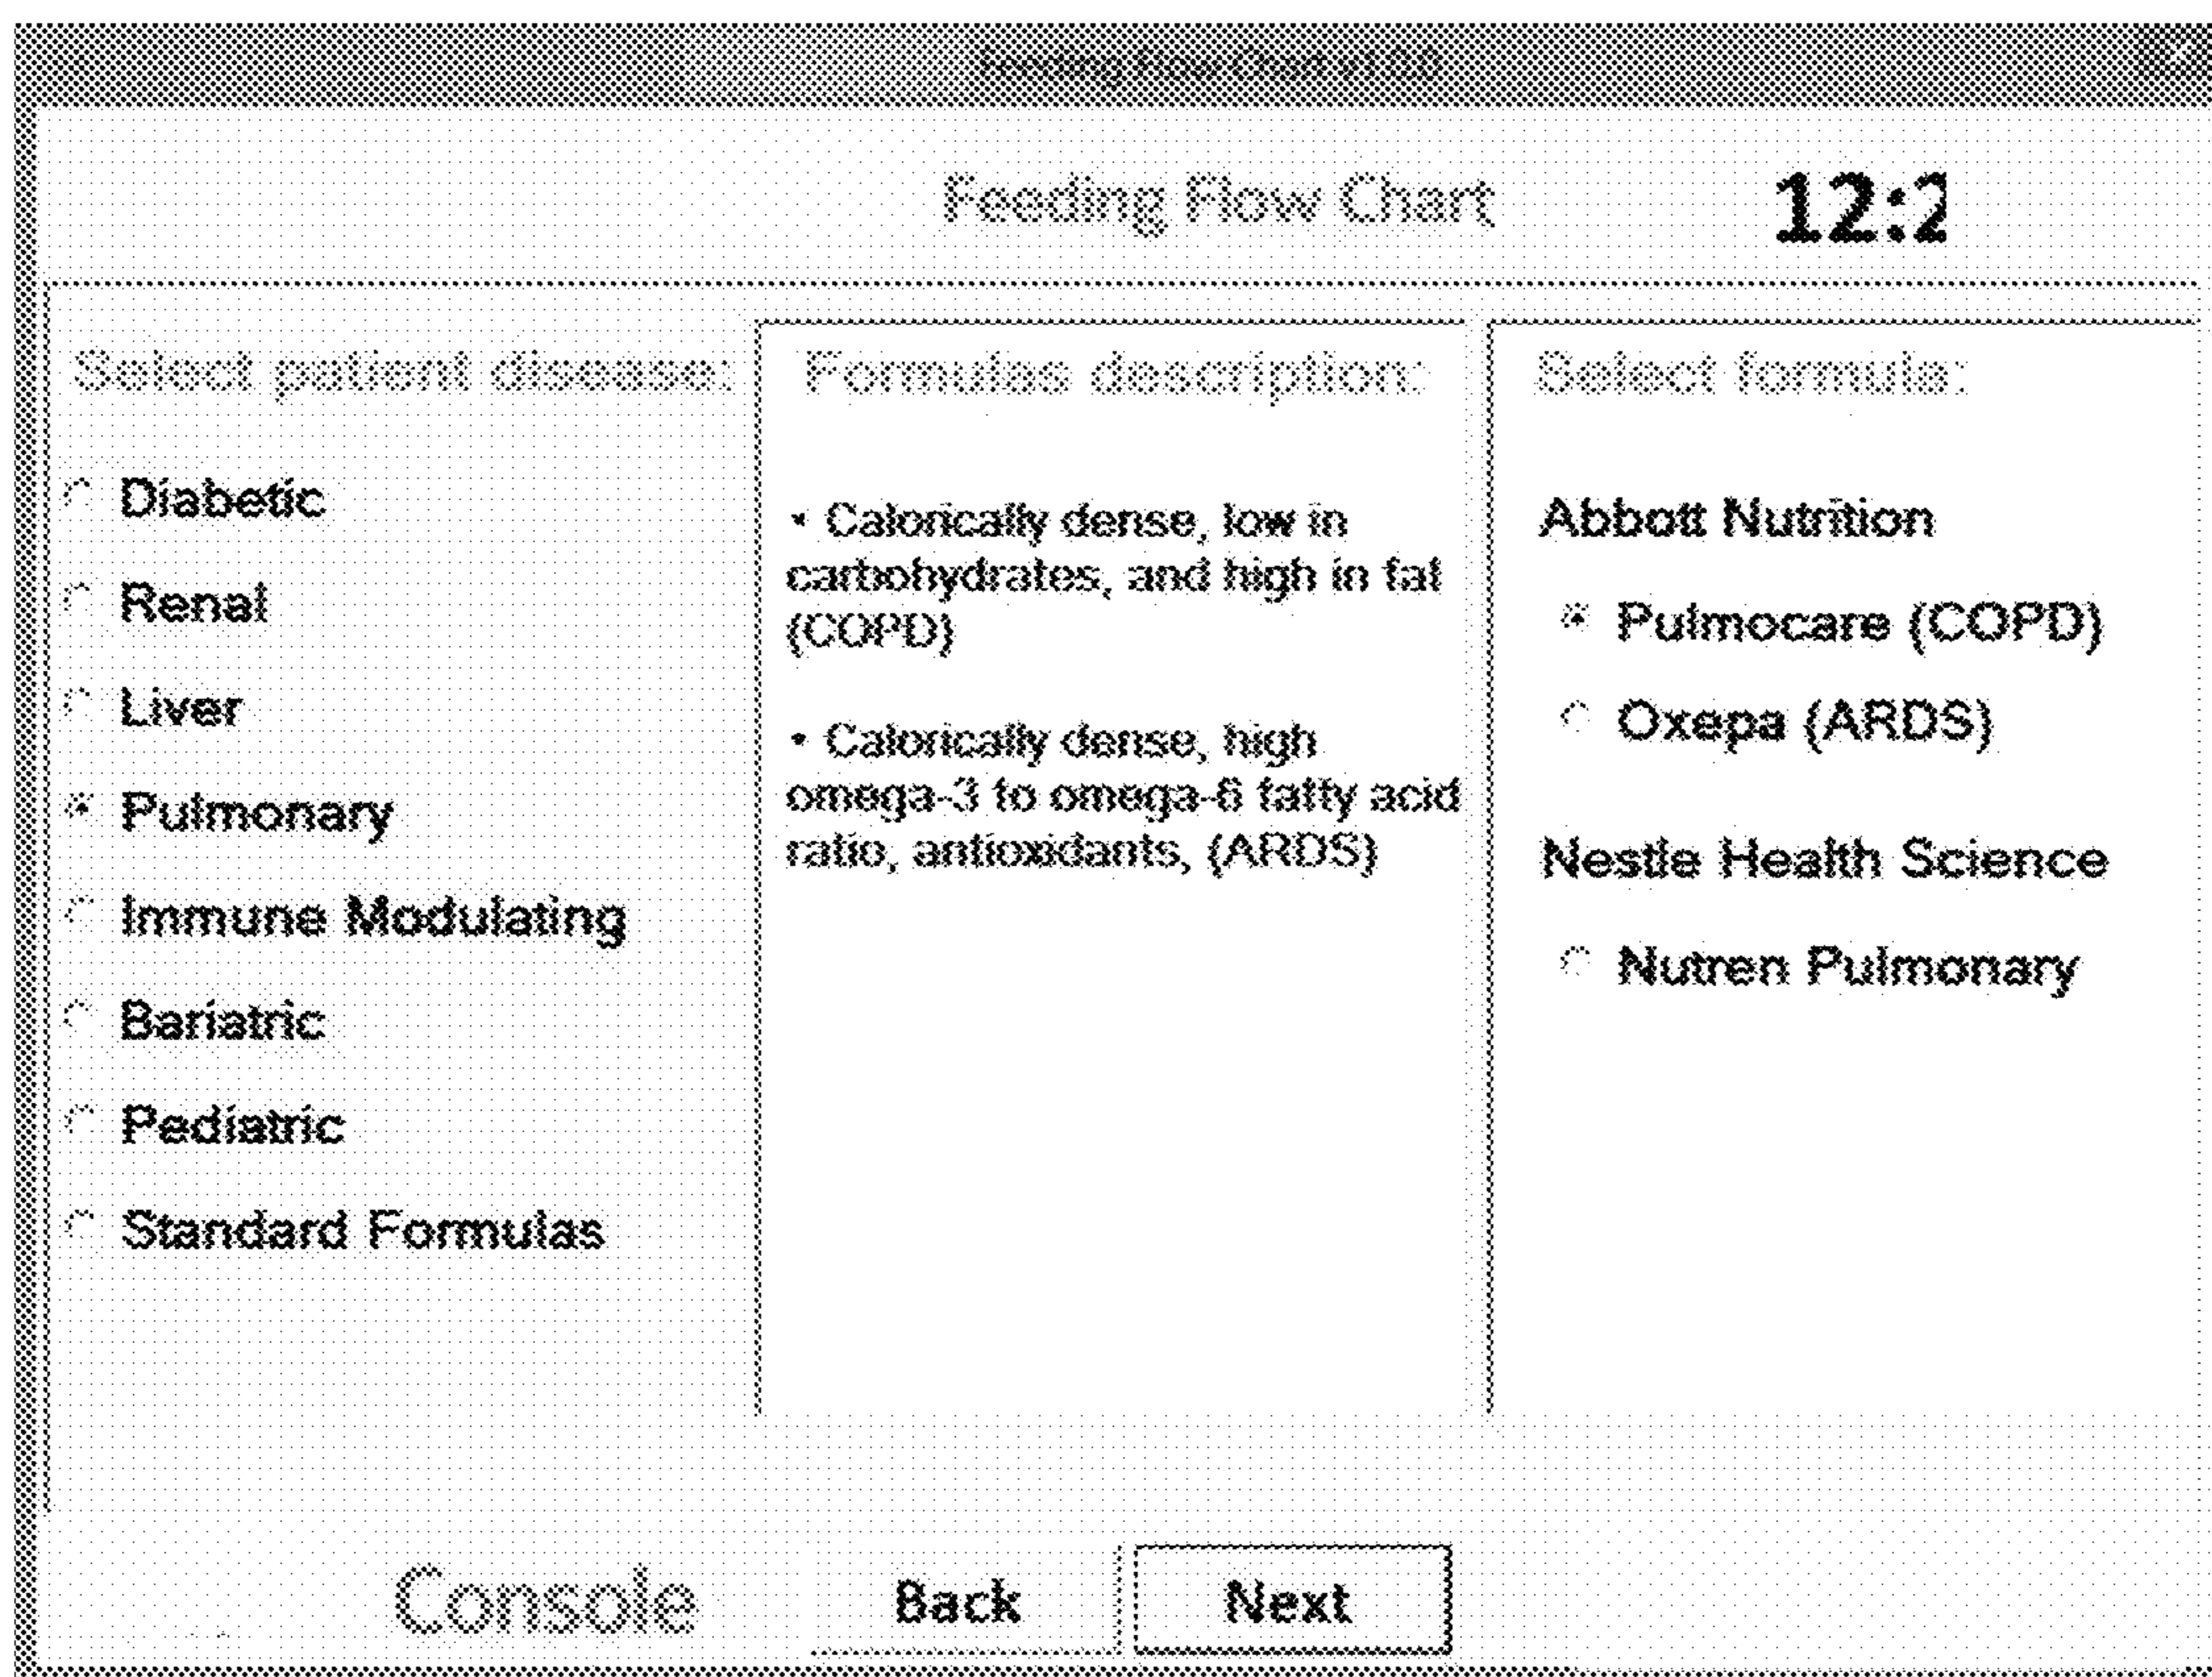 Feeding Flow Chart
12:2
Select patient disease:
Diabetic
Renal
Liver
Pulmonary
Immune Modulating
Bariatric
Pediatric
Standard Formulas
Formulas description:
• Calorically dense, low in
carbohydrates, and high in fat
(COPD)
• Calorically dense, high
omega-3 to omega-6 fatty acid
ratio, antioxidants, (ARDS)
Select formula:
Abbott Nutrition
Pulmocare (COPD)
Oxepa (ARDS)
Nestle Health Science
Nutren Pulmonary
Console
Back
Next